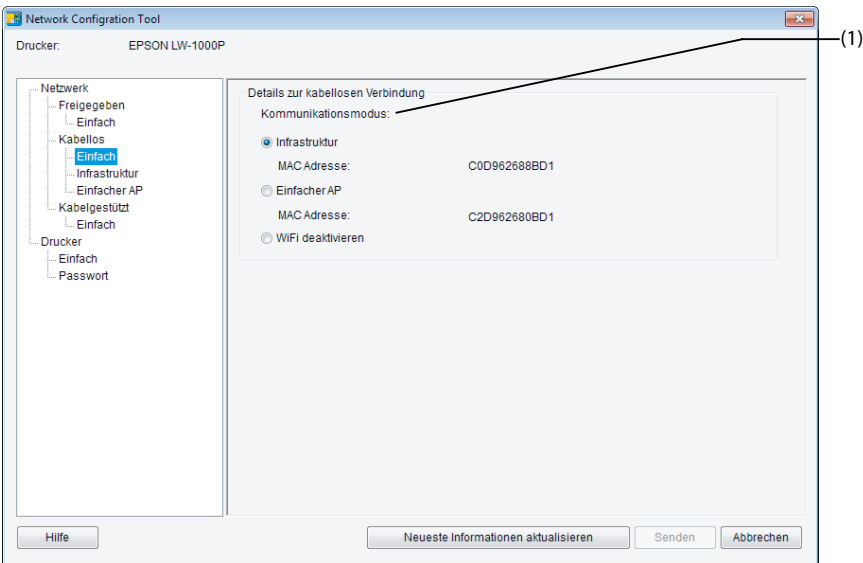 Network Configration Tool
(1)
Drucker: EPSON LW-1000P
Netzwerk
Freigegeben
Einfach
Kabellos
Einfach
Infrastruktur
Einfacher AP
Kabelgestützt
Einfach
Drucker
Einfach
Passwort
Details zur kabellosen Verbindung
Kommunikationsmodus:
Infrastruktur
MAC Adresse: C0D962688BD1
Einfacher AP
MAC Adresse: C2D962680BD1
WiFi deaktivieren
Hilfe
Neueste Informationen aktualisieren
Senden
Abbrechen